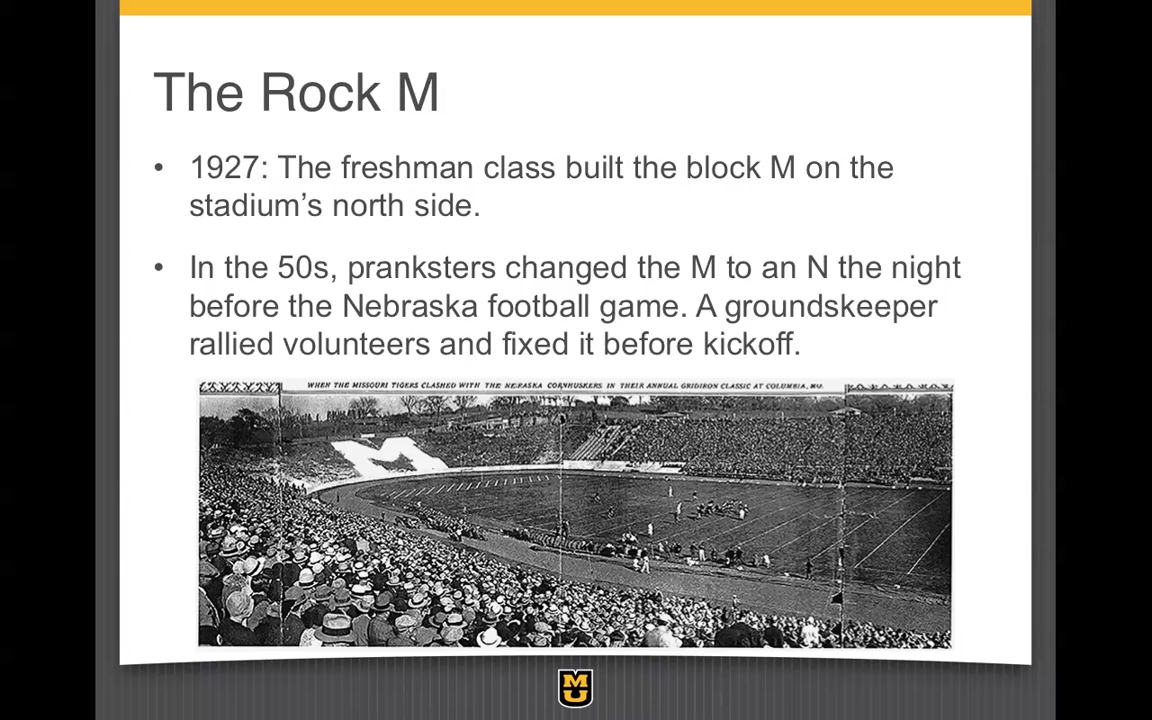 The Rock M
• 1927: The freshman class built the block M on the
stadium’s north side.
• In the 50s, pranksters changed the M to an N the night
before the Nebraska football game. A groundskeeper
rallied volunteers and fixed it before kickoff.
WHEN THE MISSOURI TIGERS CLASHED WITH THE NEBRASKA CORNHUSKERS IN THEIR ANNUAL GRIDIRON CLASSIC AT COLUMBIA, MO.
M
MU